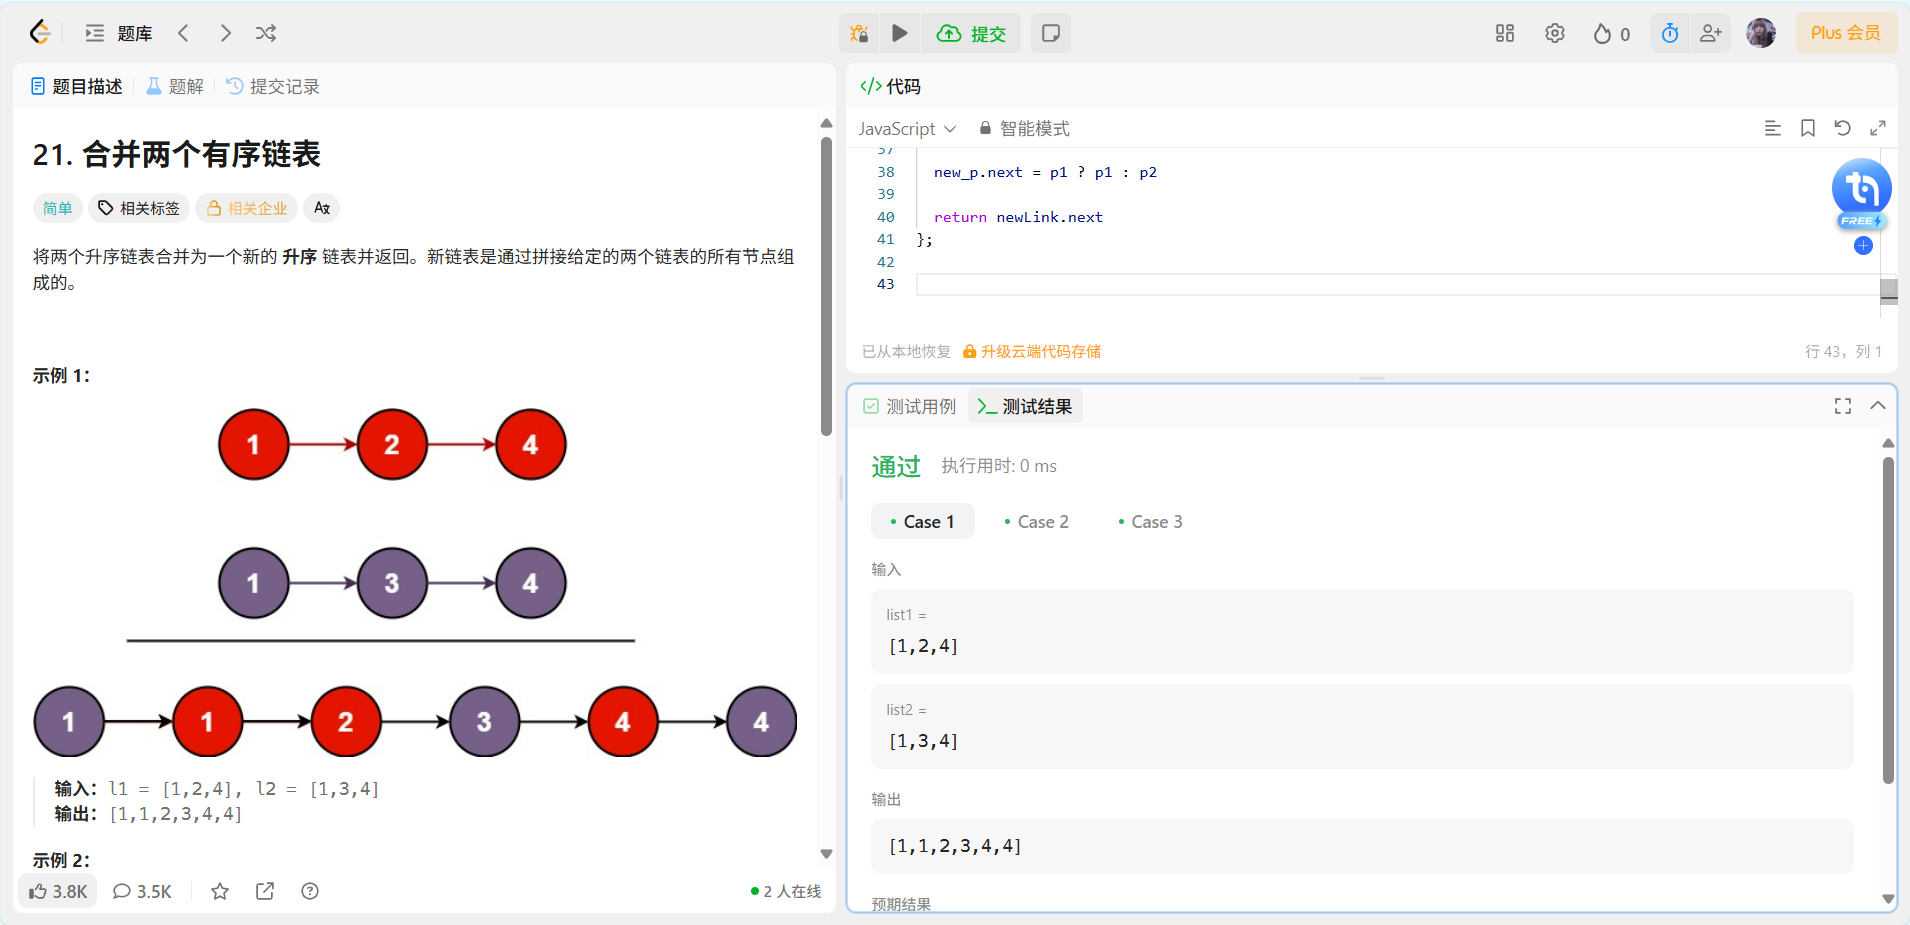 题库
提交
0
Plus 会员
题目描述
题解
提交记录
21. 合并两个有序链表
简单
相关标签
相关企业
将两个升序链表合并为一个新的 升序 链表并返回。新链表是通过拼接给定的两个链表的所有节点组
成的。
示例 1：
1 2 4
1 3 4
1 1 2 3 4 4
输入：l1 = [1,2,4], l2 = [1,3,4]
输出：[1,1,2,3,4,4]
示例 2：
3.8K
3.5K
2 人在线
代码
JavaScript
智能模式
37
38 new_p.next = p1 ? p1 : p2
39
40 return newLink.next
41 };
42
43
FREE
已从本地恢复
升级云端代码存储
行 43，列 1
测试用例
测试结果
通过
执行用时: 0 ms
Case 1
Case 2
Case 3
输入
list1 =
[1,2,4]
list2 =
[1,3,4]
输出
[1,1,2,3,4,4]
预期结果